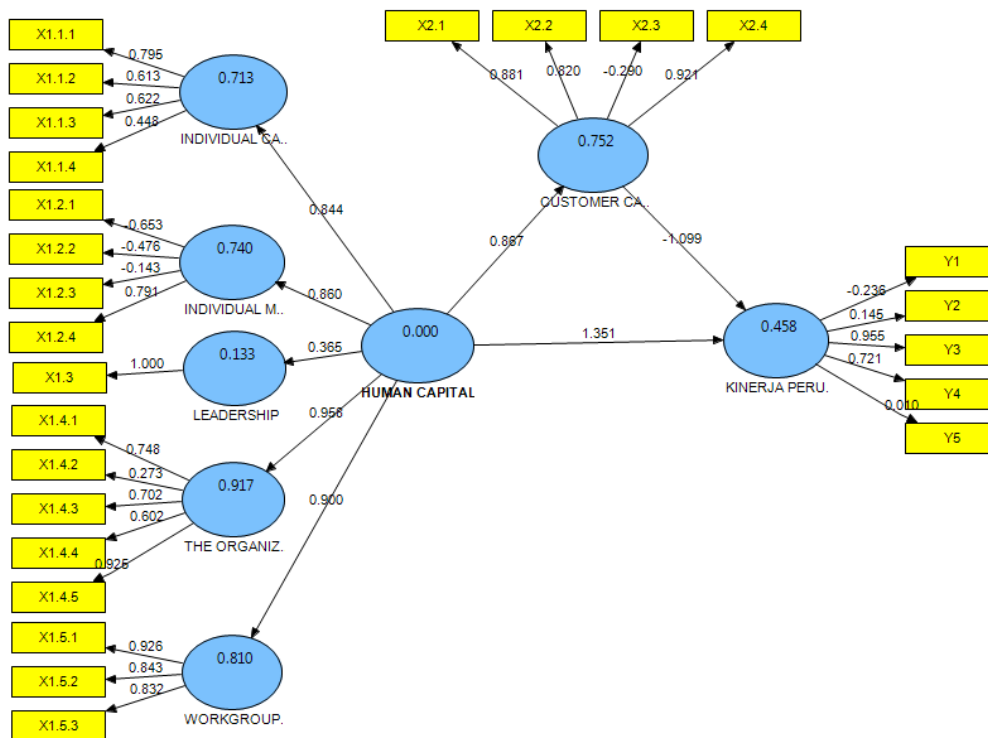 X1.1.1
X1.1.2
X1.1.3
X1.1.4
0.795
0.613
0.622
0.448
0.713
INDIVIDUAL CA..
X2.1
X2.2
X2.3
X2.4
0.881
0.820
-0.290
0.921
0.752
CUSTOMER CA..
0.844
0.867
-1.099
X1.2.1
X1.2.2
X1.2.3
X1.2.4
-0.653
-0.476
-0.143
0.791
0.740
INDIVIDUAL M..
0.860
X1.3
1.000
0.133
LEADERSHIP
0.365
0.000
HUMAN CAPITAL
1.351
0.458
KINERJA PERU.
-0.236
0.145
0.955
0.721
0.010
Y1
Y2
Y3
Y4
Y5
X1.4.1
X1.4.2
X1.4.3
X1.4.4
X1.4.5
0.748
0.273
0.702
0.602
0.925
0.917
THE ORGANIZ.
0.958
0.900
X1.5.1
X1.5.2
X1.5.3
0.926
0.843
0.832
0.810
WORKGROUP.